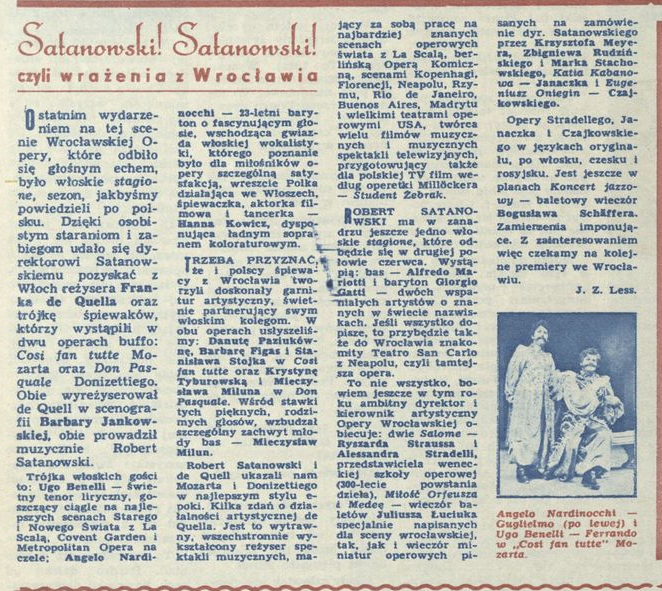 Satanowski! Satanowski!
czyli wrażenia z Wrocławia
Ostatnim wydarze-
niem na tej sce-
nie Wrocławskiej O-
pery, które odbiło
się głośnym echem,
było włoskie stagio-
ne, sezon, jakbyśmy
powiedzieli po pol-
sku. Dzięki osobi-
stym staraniom i za-
biegom udało się dy-
rektorowi Satanow-
skiemu pozyskać z
Włoch reżysera Fran-
ka de Quella oraz
trójkę śpiewaków,
którzy wystąpili w
dwu operach buffo:
Cosi fan tutte Mo-
zarta oraz Don Pas-
quale Donizettiego.
Obie wyreżyserował
de Quell w scenogra-
fii Barbary Jankow-
skiej, obie prowadził
muzycznie Robert
Satanowski.
Trójka włoskich gości
to: Ugo Benelli — świe-
tny tenor liryczny, go-
szczący ciągle na najle-
pszych scenach Starego
i Nowego Świata z La
Scalą, Covent Garden i
Metropolitan Opera na
czele; Angelo Nardi-
nocchi — 23-letni bary-
ton o fascynującym gło-
sie, wschodząca gwiaz-
da włoskiej wokalisty-
ki, którego poznanie
było dla miłośników o-
pery szczególną saty-
sfakcją, wreszcie Polka
działająca we Włoszech,
śpiewaczka, aktorka fil-
mowa i tancerka —
Hanna Kowicz, dyspo-
nująca ładnym sopra-
nem koloraturowym.
TRZEBA PRZYZNAĆ,
że i polscy śpiewa-
cy z Wrocławia two-
rzyli doskonały garni-
tur artystyczny, świet-
nie partnerujący swym
włoskim kolegom. W
obu operach usłyszeliś-
my: Danutę Paziuków-
nę, Barbarę Figas i Sta-
nisława Stojka w Cosi
fan tutte oraz Krystynę
Tyburowską i Mieczy-
sława Miluna w Don
Pasquale. Wśród stawki
tych pięknych, rodzi-
mych głosów, wzbudzał
szczególny zachwyt mło-
dy bas — Mieczysław
Milun.
Robert Satanowski i
de Quell ukazali nam
Mozarta i Donizettiego
w najlepszym stylu e-
poki. Kilka zdań o dzia-
łalności artystycznej de
Quella. Jest to wytraw-
ny, wszechstronnie wy-
kształcony reżyser spe-
ktakli muzycznych, ma-
jący za sobą pracę na
najbardziej znanych
scenach operowych
świata z La Scalą, ber-
lińską Operą Komicz-
ną, scenami Kopenhagi,
Florencji, Neapolu, Rzy-
mu, Rio de Janeiro,
Buenos Aires, Madrytu
i wielkimi teatrami ope-
rowymi USA, twórca
wielu filmów muzycz-
nych i muzycznych
spektakli telewizyjnych,
przygotowujący także
dla polskiej TV film we-
dług operetki Millöckera
— Student Żebrak.
ROBERT SATANO-
WSKI ma w zana-
drzu jeszcze jedno wło-
skie stagione, które od-
będzie się w drugiej po-
łowie czerwca. Wystą-
pią: bas — Alfredo Ma-
riotti i baryton Giorgio
Gatti — dwóch wspa-
niałych artystów o zna-
nych w świecie nazwis-
kach. Jeśli wszystko do-
pisze, to przybędzie tak-
że do Wrocławia znako-
mity Teatro San Carlo
z Neapolu, czyli tamtej-
sza opera.
To nie wszystko, bo-
wiem jeszcze w tym ro-
ku ambitny dyrektor i
kierownik artystyczny
Opery Wrocławskiej o-
biecuje: dwie Salome —
Ryszarda Straussa i
Alessandra Stradelli,
przedstawiciela wenec-
kiej szkoły operowej
(300-lecie powstania
dzieła), Miłość Orfeusza
i Medeę — wieczór ba-
letów Juliusza Łuciuka
specjalnie napisanych
dla sceny wrocławskiej,
tak, jak i wieczór mi-
niatur operowych pi-
sanych na zamówie-
nie dyr. Satanowskiego
przez Krzysztofa Meye-
ra, Zbigniewa Rudziń-
skiego i Marka Stacho-
wskiego, Katia Kabano-
wa — Janaczka i Euge-
niusz Oniegin — Czaj-
kowskiego.
Opery Stradellego, Ja-
naczka i Czajkowskie-
go w językach orygina-
łu, po włosku, czesku i
rosyjsku. Jest jeszcze w
planach Koncert jazzo-
wy — baletowy wieczór
Bogusława Schäffera.
Zamierzenia imponują-
ce. Z zainteresowaniem
więc czekamy na kolej-
ne premiery we Wrocła-
wiu.
J. Z. Less.
Angelo Nardinocchi —
Guglielmo (po lewej) i
Ugo Benelli — Ferrando
w „Cosi fan tutte" Mo-
zarta.